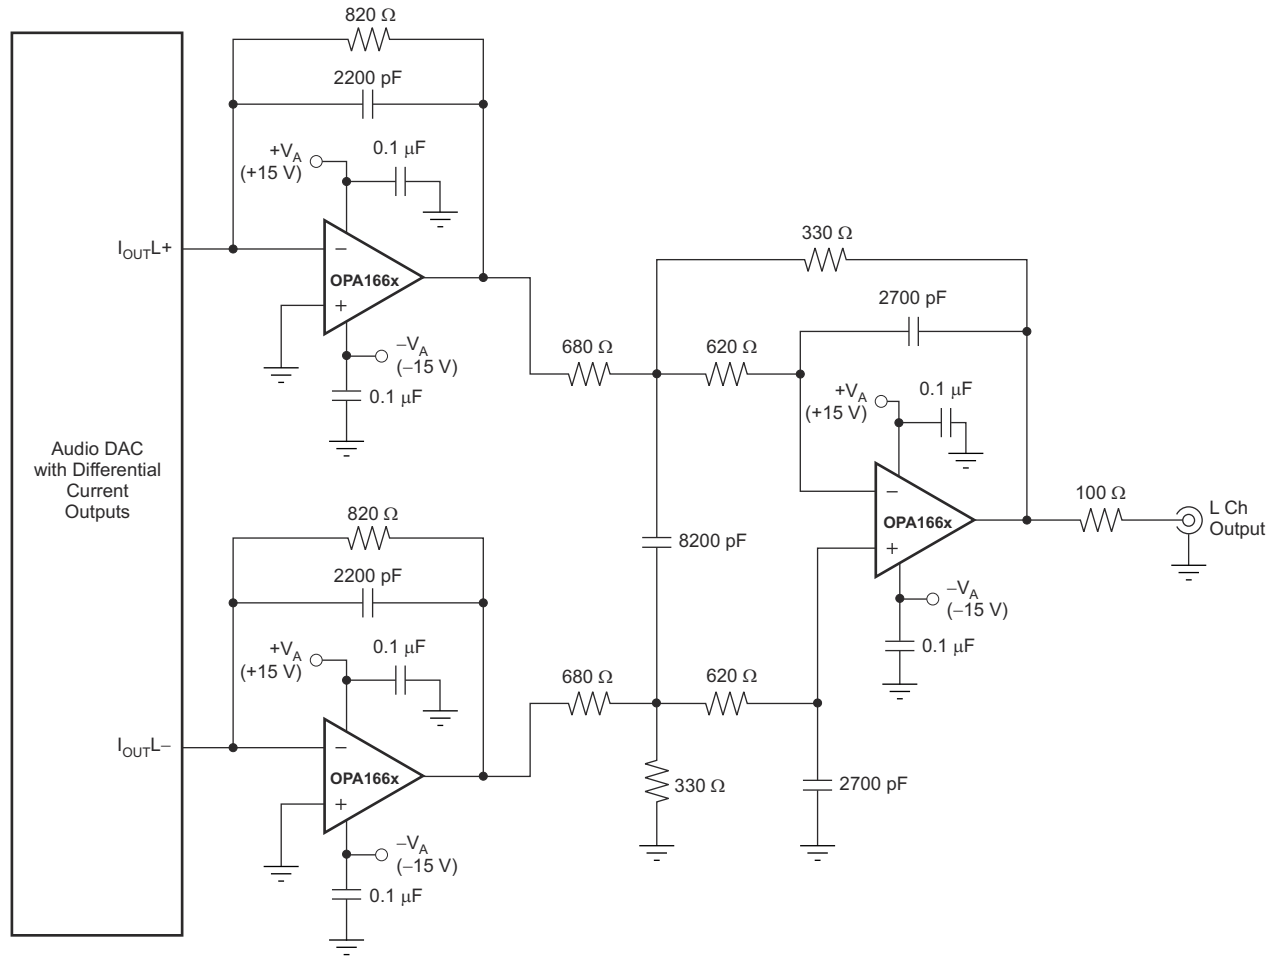 820 Ω
2200 pF
+VA
(+15 V)
0.1 µF
IOUTL+
−
OPA166x
+
−VA
(−15 V)
0.1 µF
680 Ω
330 Ω
620 Ω
2700 pF
+VA
(+15 V)
0.1 µF
−
OPA166x
+
−VA
(−15 V)
0.1 µF
100 Ω
L Ch
Output
8200 pF
Audio DAC
with Differential
Current
Outputs
820 Ω
2200 pF
+VA
(+15 V)
0.1 µF
IOUTL−
−
OPA166x
+
−VA
(−15 V)
0.1 µF
680 Ω
620 Ω
330 Ω
2700 pF